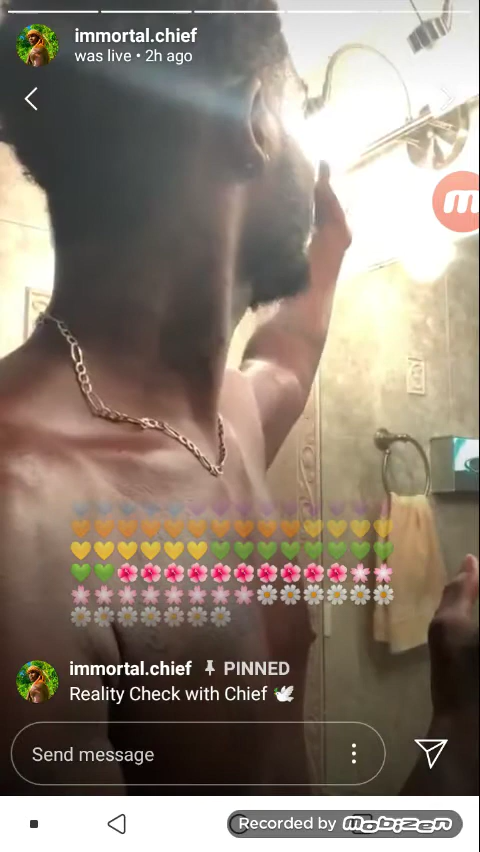 immortal.chief
was live • 2h ago
m
immortal.chief PINNED
Reality Check with Chief 🕊️
Send message
Recorded by mobizen